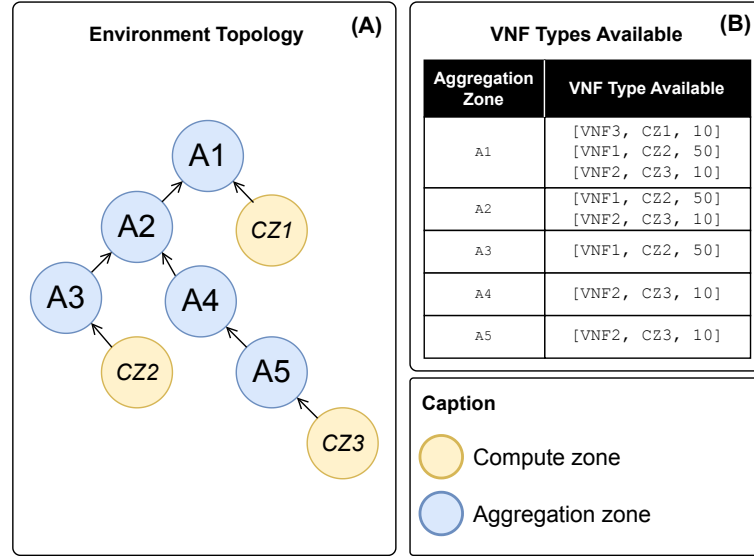 Environment Topology
(A)
A1
A2
CZ1
A3
A4
CZ2
A5
CZ3
VNF Types Available
(B)
Aggregation Zone
VNF Type Available
A1
[VNF3, CZ1, 10]
[VNF1, CZ2, 50]
[VNF2, CZ3, 10]
A2
[VNF1, CZ2, 50]
[VNF2, CZ3, 10]
A3
[VNF1, CZ2, 50]
A4
[VNF2, CZ3, 10]
A5
[VNF2, CZ3, 10]
Caption
Compute zone
Aggregation zone